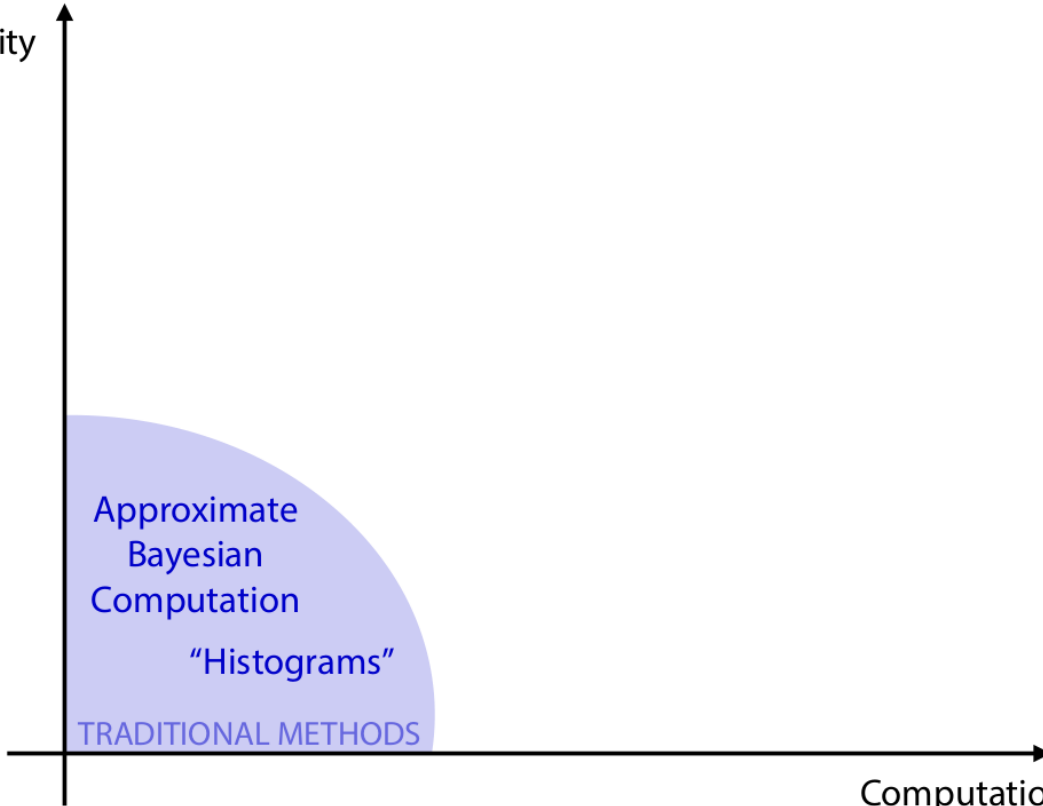 ity
Approximate
Bayesian
Computation
“Histograms”
TRADITIONAL METHODS
Computatio